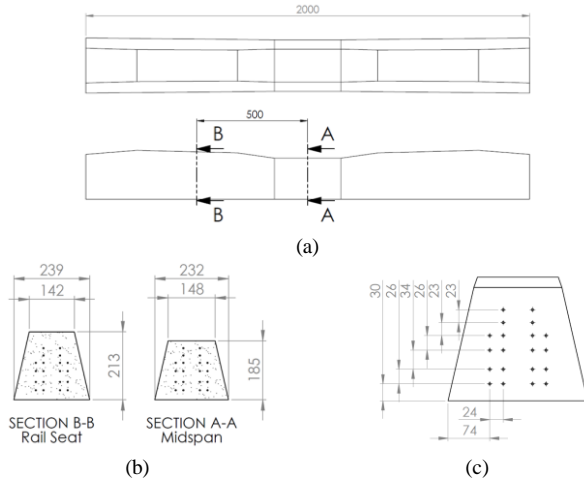 2000
500
B
A
B
A
(a)
239
142
213
SECTION B-B
Rail Seat
232
148
185
SECTION A-A
Midspan
(b)
30
26
34
26
23
23
24
74
(c)